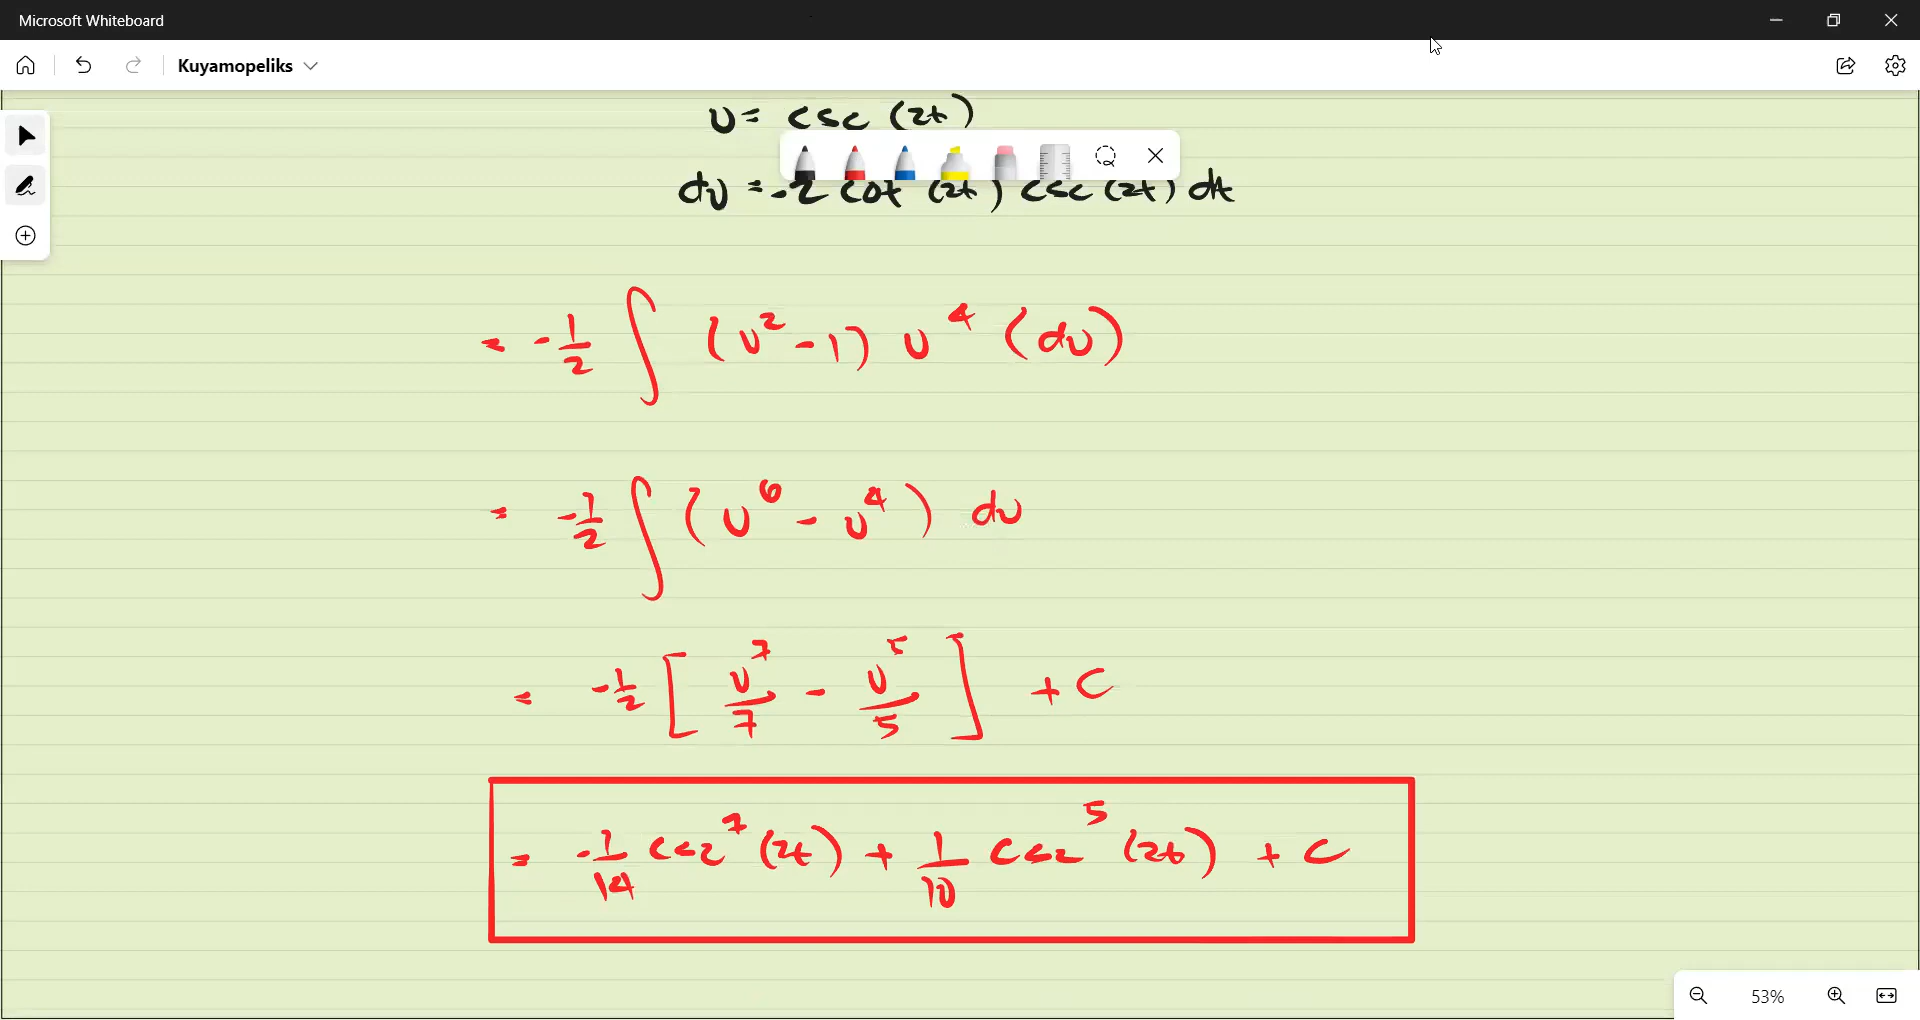 Microsoft Whiteboard
Kuyamopeliks
u = csc (2t)
du = -2 cot (2t) csc (2t) dt
= -1/2 ∫ (u² - 1) u⁴ (du)
= -1/2 ∫ (u⁶ - u⁴) du
= -1/2 [ u⁷/7 - u⁵/5 ] + C
= -1/14 csc⁷ (2t) + 1/10 csc⁵ (2t) + C
53%